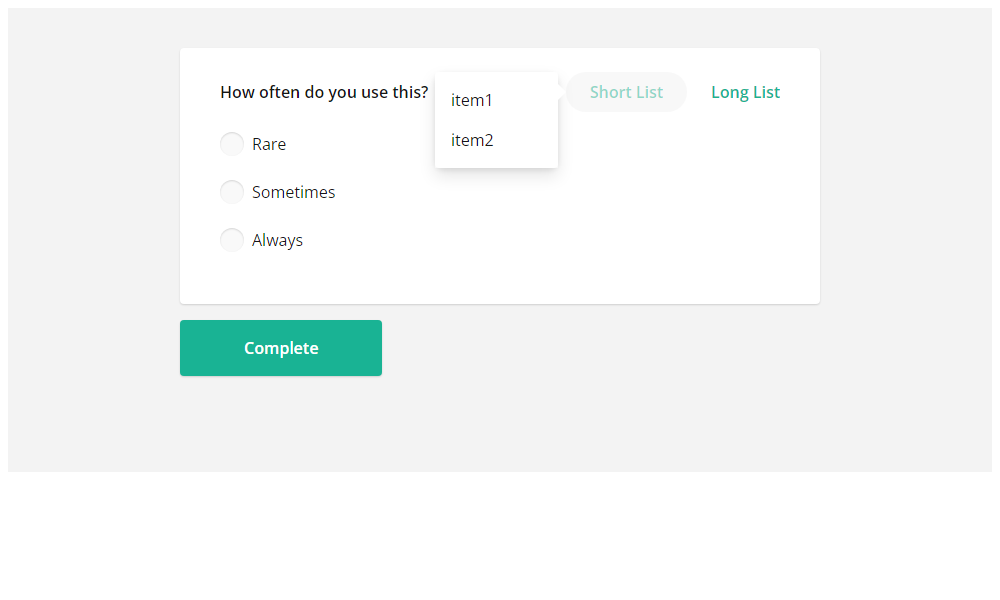 How often do you use this?
item1
item2
Short List
Long List
Rare
Sometimes
Always
Complete